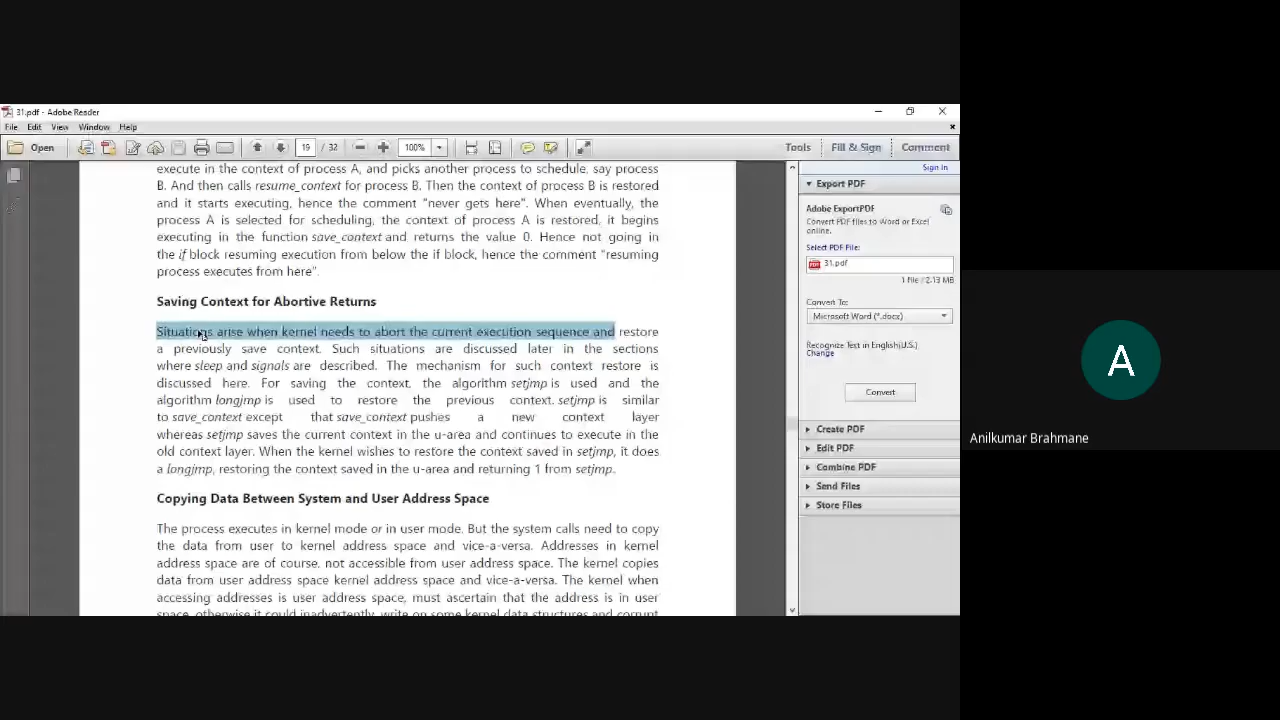 31.pdf - Adobe Reader
File Edit View Window Help
Open 19 / 32 100% Tools Fill & Sign Comment
execute in the context of process A, and picks another process to schedule, say process
B. And then calls resume_context for process B. Then the context of process B is restored
and it starts executing, hence the comment "never gets here". When eventually, the
process A is selected for scheduling, the context of process A is restored, it begins
executing in the function save_context and returns the value 0. Hence not going in
the if block resuming execution from below the if block, hence the comment "resuming
process executes from here".
Saving Context for Abortive Returns
Situations arise when kernel needs to abort the current execution sequence and restore
a previously save context. Such situations are discussed later in the sections
where sleep and signals are described. The mechanism for such context restore is
discussed here. For saving the context, the algorithm setjmp is used and the
algorithm longjmp is used to restore the previous context. setjmp is similar
to save_context except that save_context pushes a new context layer
whereas setjmp saves the current context in the u-area and continues to execute in the
old context layer. When the kernel wishes to restore the context saved in setjmp, it does
a longjmp, restoring the context saved in the u-area and returning 1 from setjmp.
Copying Data Between System and User Address Space
The process executes in kernel mode or in user mode. But the system calls need to copy
the data from user to kernel address space and vice-a-versa. Addresses in kernel
address space are of course, not accessible from user address space. The kernel copies
data from user address space kernel address space and vice-a-versa. The kernel when
accessing addresses is user address space, must ascertain that the address is in user
space, otherwise it could inadvertently, write on some kernel data structures and corrupt
Sign In
Export PDF
Adobe ExportPDF
Convert PDF files to Word or Excel
online.
Select PDF File:
31.pdf
1 file / 2.13 MB
Convert To:
Microsoft Word (*.docx)
Recognize Text in English(U.S.)
Change
Convert
Create PDF
Edit PDF
Combine PDF
Send Files
Store Files
A
Anilkumar Brahmane